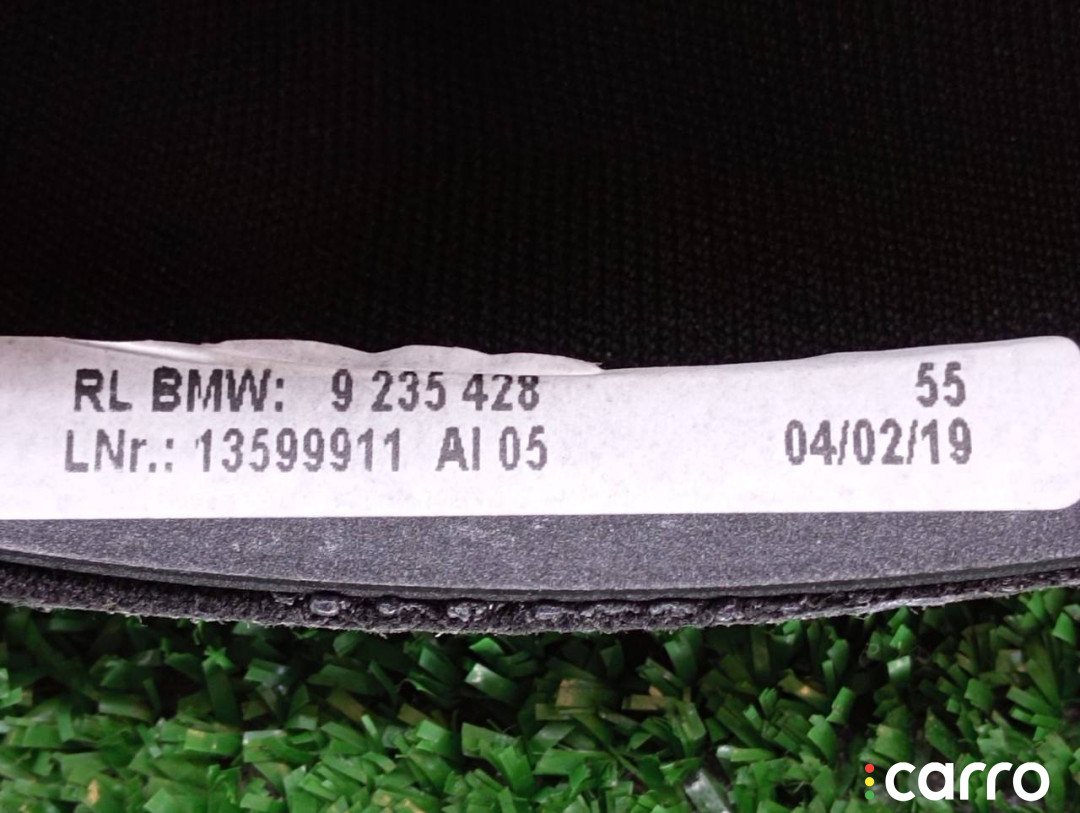 RL BMW: 9 235 428 55
LNr.: 13599911 AI 05 04/02/19
carro